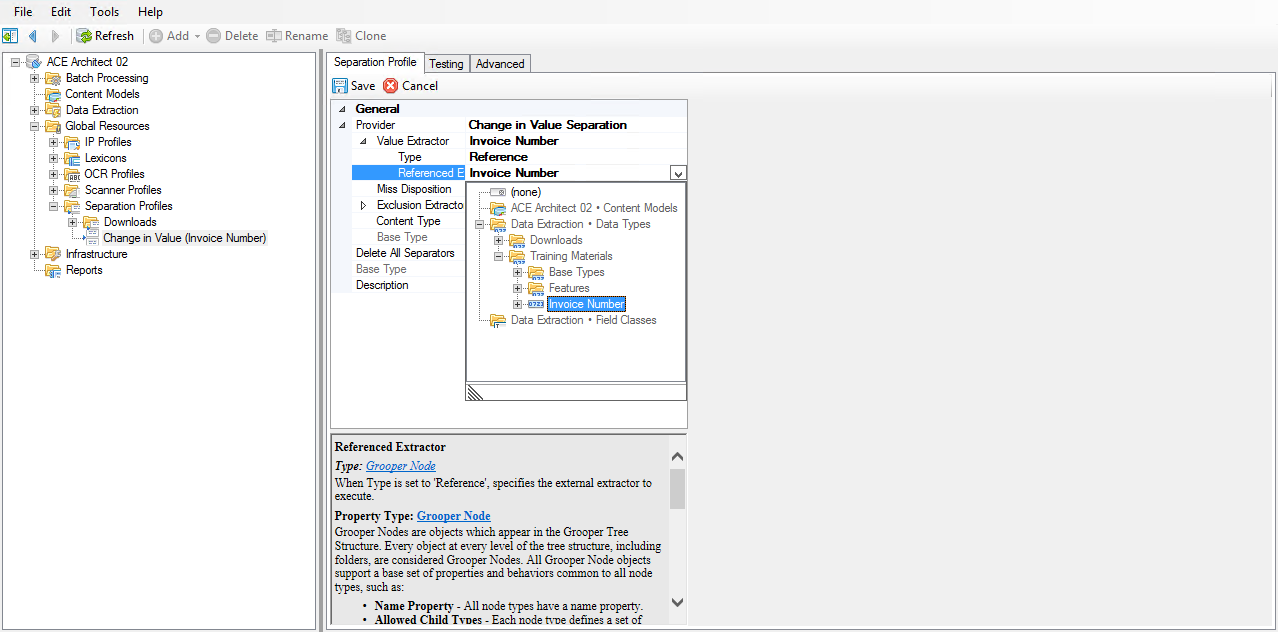 File Edit Tools Help
Refresh Add Delete Rename Clone
ACE Architect 02
Batch Processing
Content Models
Data Extraction
Global Resources
IP Profiles
Lexicons
OCR Profiles
Scanner Profiles
Separation Profiles
Downloads
Change in Value (Invoice Number)
Infrastructure
Reports
Separation Profile Testing Advanced
Save Cancel
General
Provider Change in Value Separation
Value Extractor Invoice Number
Type Reference
Referenced E Invoice Number
Miss Disposition
Exclusion Extracto
Content Type
Base Type
Delete All Separators
Base Type
Description
(none)
ACE Architect 02 • Content Models
Data Extraction • Data Types
Downloads
Training Materials
Base Types
Features
Invoice Number
Data Extraction • Field Classes
Referenced Extractor
Type: Grooper Node
When Type is set to 'Reference', specifies the external extractor to
execute.
Property Type: Grooper Node
Grooper Nodes are objects which appear in the Grooper Tree
Structure. Every object at every level of the tree structure, including
folders, are considered Grooper Nodes. All Grooper Node objects
support a base set of properties and behaviors common to all node
types, such as:
• Name Property - All node types have a name property.
• Allowed Child Types - Each node type defines a set of